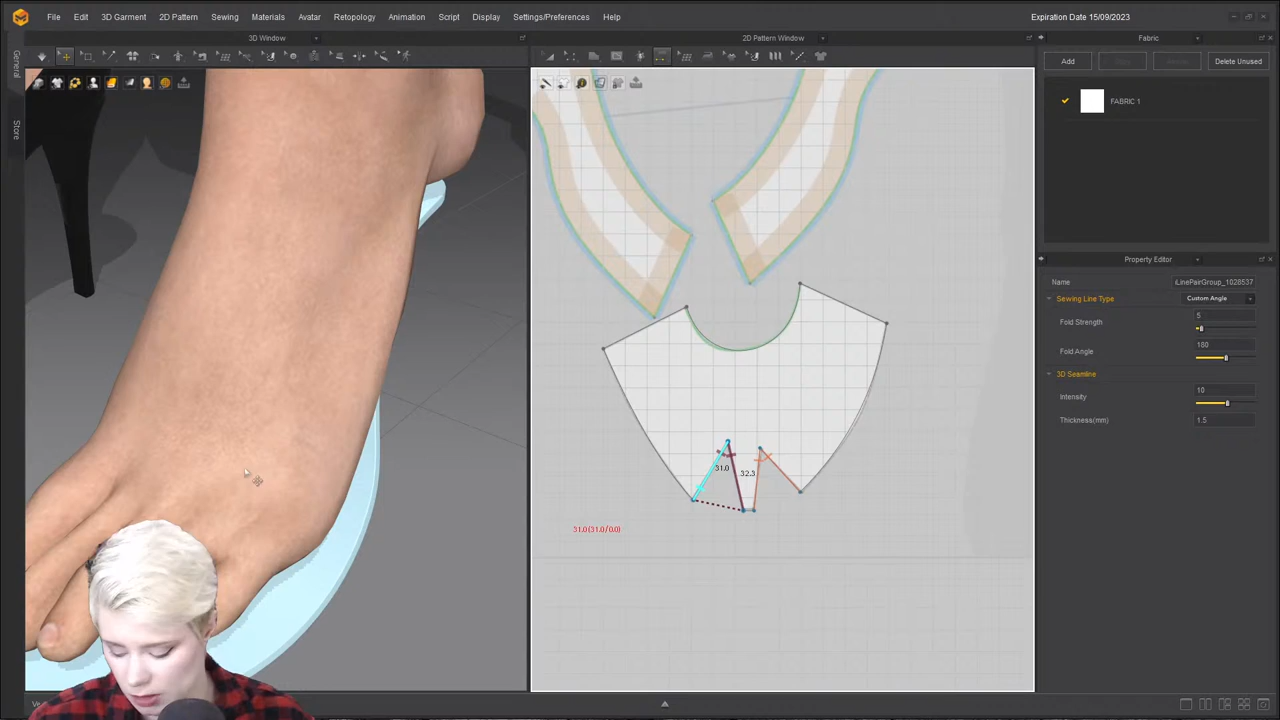 File Edit 3D Garment 2D Pattern Sewing Materials Avatar Retopology Animation Script Display Settings/Preferences Help Expiration Date 15/09/2023
3D Window 2D Pattern Window Fabric
General
Store
Add Delete Unused
FABRIC 1
Property Editor
Name iLinePairGroup_1028537
Sewing Line Type Custom Angle
Fold Strength 5
Fold Angle 180
3D Seamline
Intensity 10
Thickness(mm) 1.5
31.0 32.3
31.0(31.0/0.0)